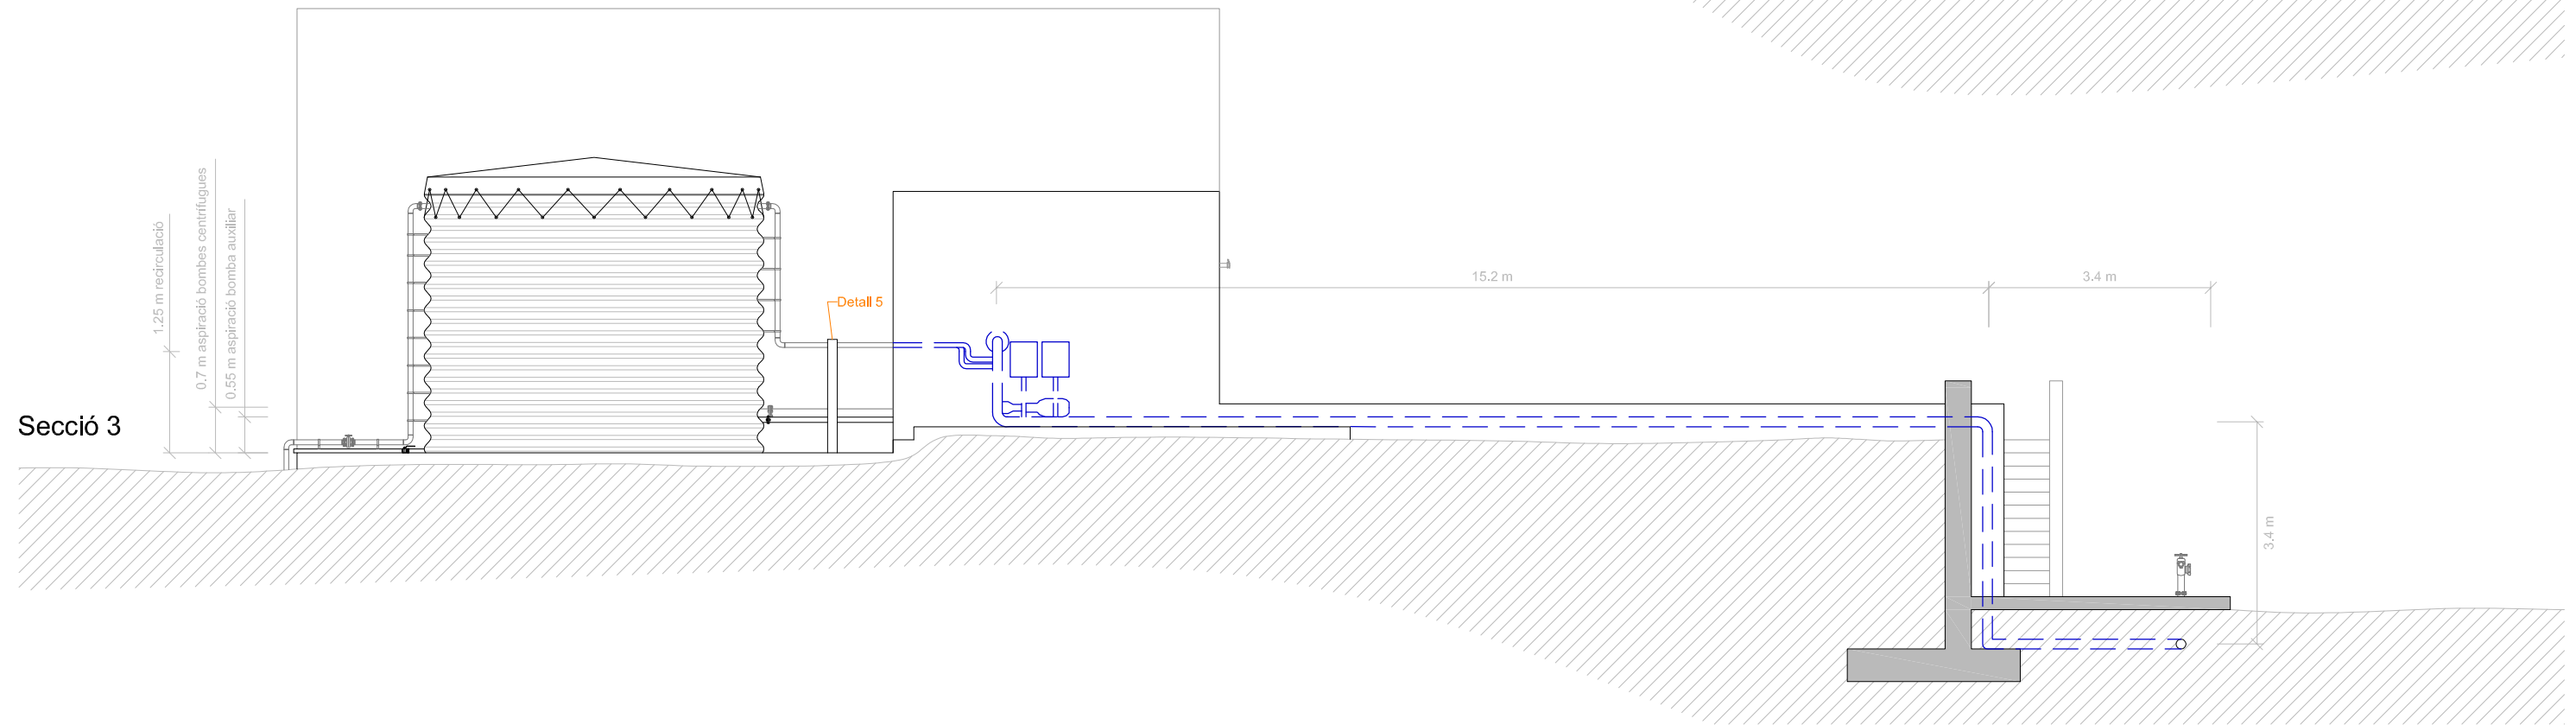 1.25 m recirculació
0.7 m aspiració bombes centrífugues
0.55 m aspiració bomba auxiliar
Secció 3
Detall 5
15.2 m
3.4 m
3.4 m